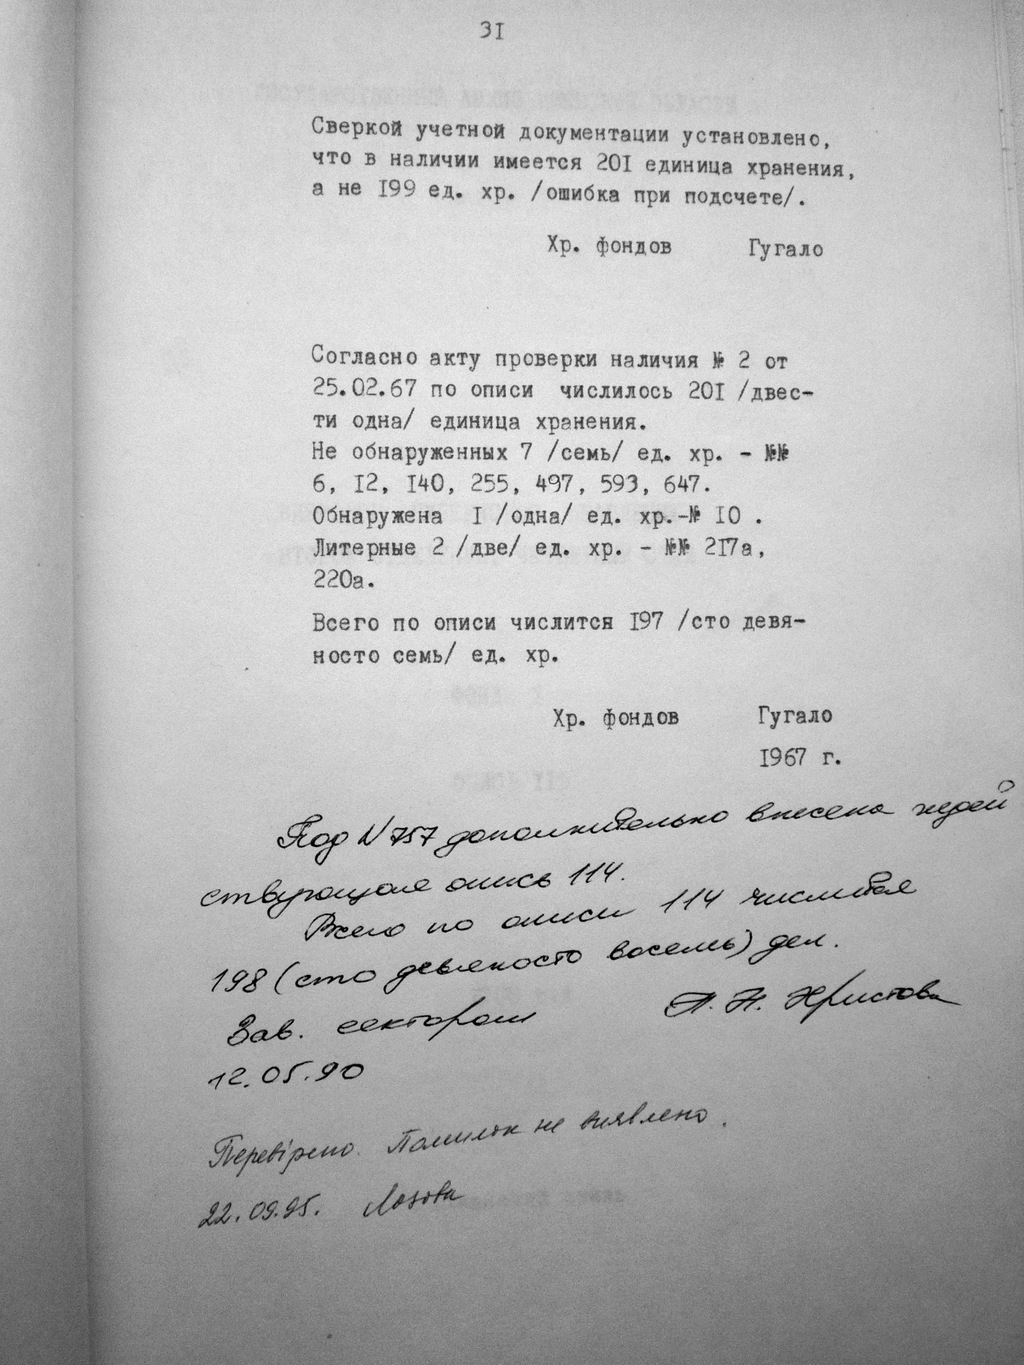 31
Сверкой учетной документации установлено,
что в наличии имеется 201 единица хранения,
а не 199 ед. хр. /ошибка при подсчете/.
Хр. фондов Гугало
Согласно акту проверки наличия № 2 от
25.02.67 по описи числилось 201 /двес-
ти одна/ единица хранения.
Не обнаруженных 7 /семь/ ед. хр. - №№
6, 12, 140, 255, 497, 593, 647.
Обнаружена 1 /одна/ ед. хр.-№ 10 .
Литерные 2 /две/ ед. хр. - №№ 217а,
220а.
Всего по описи числится 197 /сто девя-
носто семь/ ед. хр.
Хр. фондов Гугало
1967 г.
Под N 757 дополнительно внесена недей
ствующая опись 114.
Всего по описи 114 числится
198 (сто девяносто восемь) дел.
Зав. сектором Л. Н. Христова
12.05.90
Перевірено. Помилок не виявлено.
22.09.95. Лозова